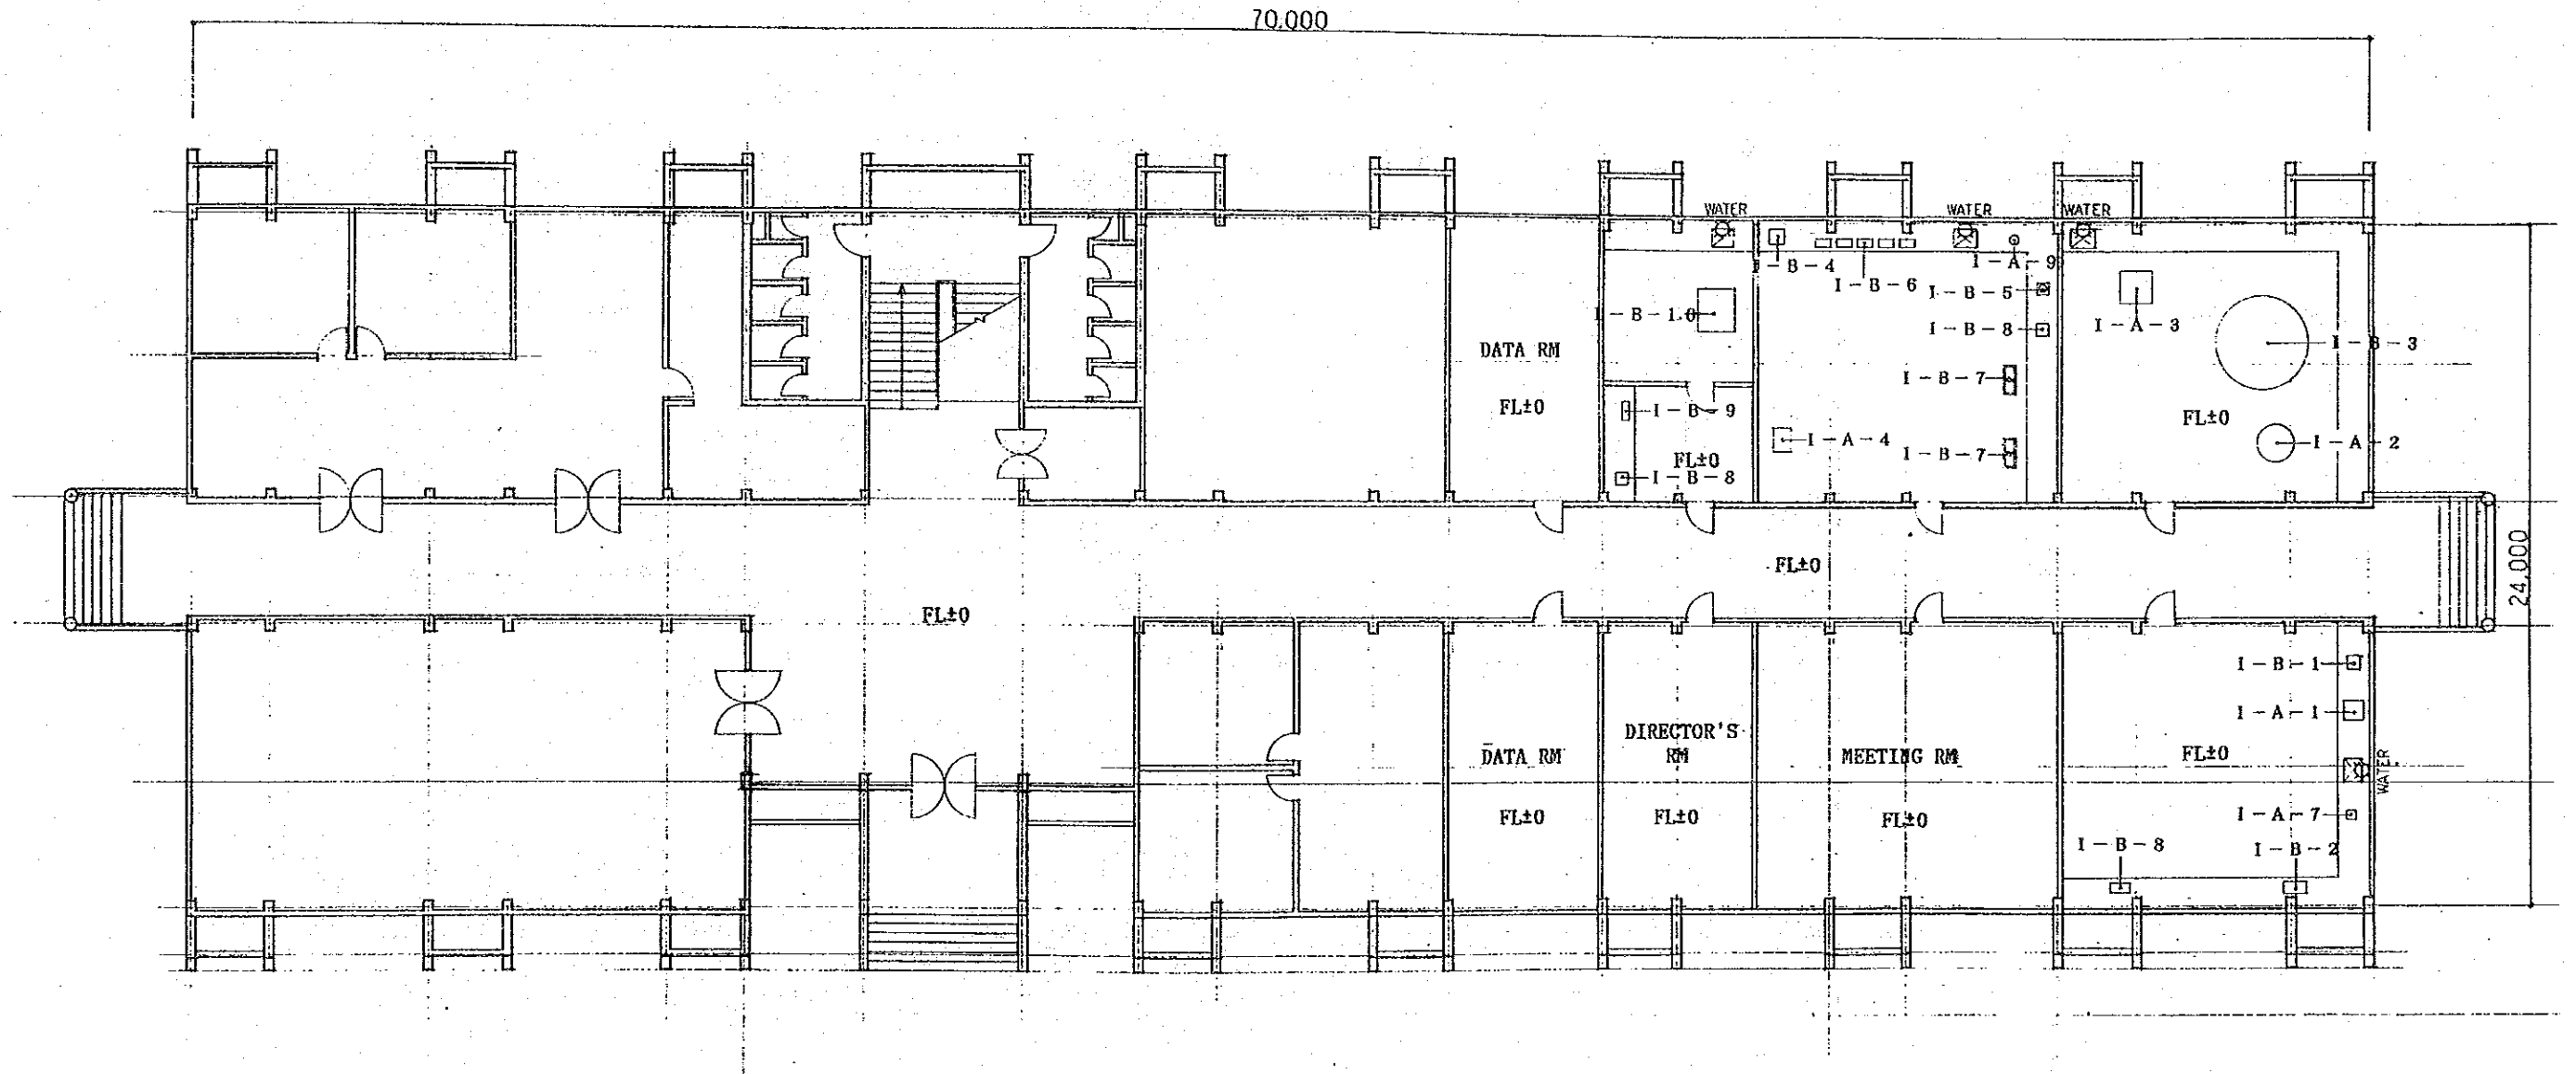 70,000
WATER
WATER
WATER
I-B-4
I-B-6
I-A-9
I-B-5
I-B-8
I-B-10
I-A-3
I-B-3
DATA RM
FL±0
I-B-7
I-B-9
I-A-4
FL±0
I-B-7
I-B-8
FL±0
I-A-2
FL±0
FL±0
24,000
I-B-1
I-A-1
DATA RM
FL±0
DIRECTOR'S
RM
FL±0
MEETING RM
FL±0
FL±0
WATER
I-A-7
I-B-8
I-B-2